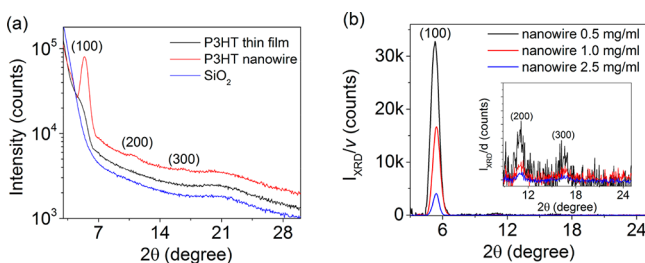 (a)
Intensity (counts)
10^5
10^4
10^3
(100)
(200)
(300)
P3HT thin film
P3HT nanowire
SiO₂
7 14 21 28
2θ (degree)
(b)
I_XRD/v (counts)
30k
20k
10k
0
(100)
nanowire 0.5 mg/ml
nanowire 1.0 mg/ml
nanowire 2.5 mg/ml
I_XRD/d (counts)
(200)
(300)
12 18 24
2θ (degree)
6 12 18 24
2θ (degree)